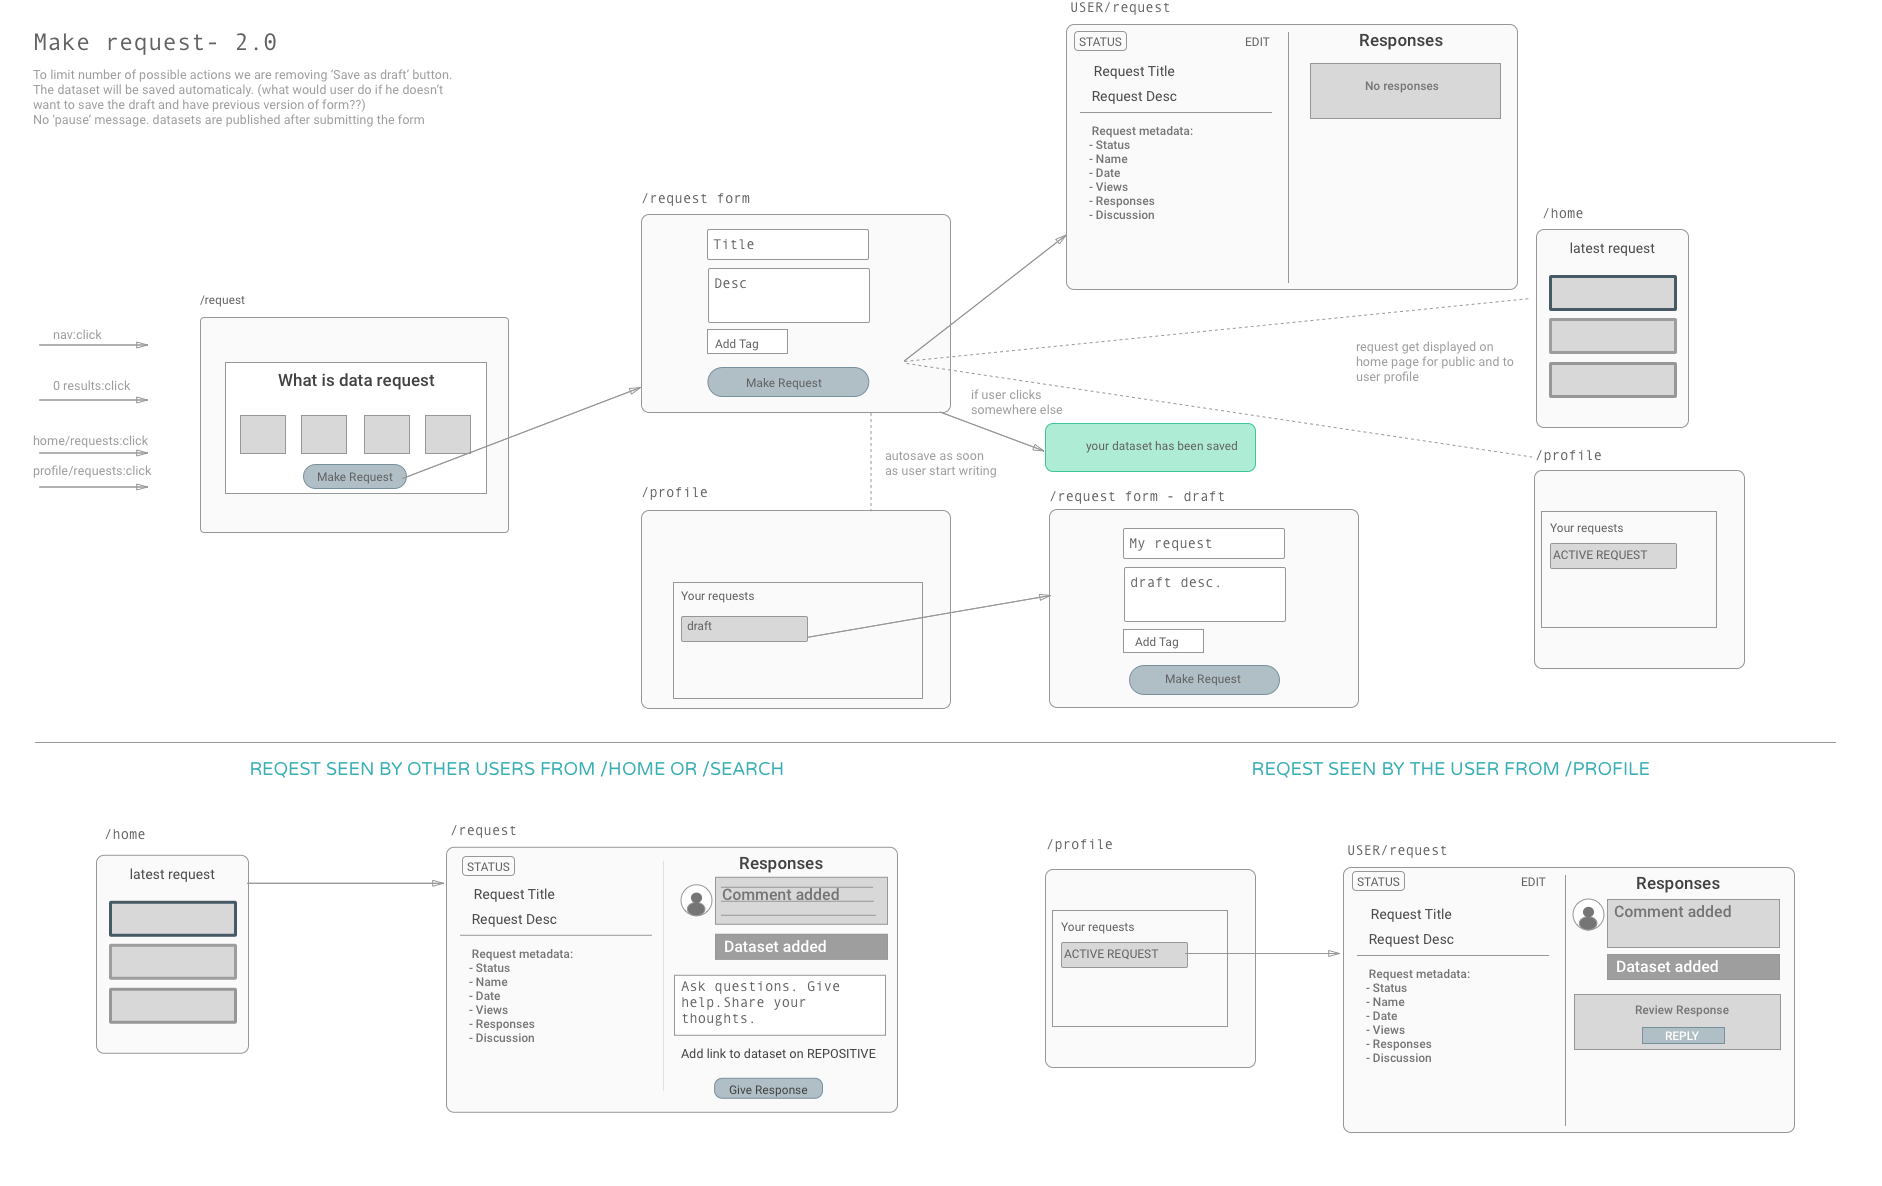 Make request- 2.0
To limit number of possible actions we are removing ‘Save as draft’ button.
The dataset will be saved automaticaly. (what would user do if he doesn’t
want to save the draft and have previous version of form??)
No ‘pause’ message. datasets are published after submitting the form
nav:click
0 results:click
home/requests:click
profile/requests:click
/request
What is data request
Make Request
/request form
Title
Desc
Add Tag
Make Request
autosave as soon
as user start writing
/profile
Your requests
draft
if user clicks
somewhere else
your dataset has been saved
/request form - draft
My request
draft desc.
Add Tag
Make Request
USER/request
STATUS
EDIT
Request Title
Request Desc
Request metadata:
- Status
- Name
- Date
- Views
- Responses
- Discussion
Responses
No responses
request get displayed on
home page for public and to
user profile
/home
latest request
/profile
Your requests
ACTIVE REQUEST
REQEST SEEN BY OTHER USERS FROM /HOME OR /SEARCH
/home
latest request
/request
STATUS
Request Title
Request Desc
Request metadata:
- Status
- Name
- Date
- Views
- Responses
- Discussion
Responses
Comment added
Dataset added
Ask questions. Give
help.Share your
thoughts.
Add link to dataset on REPOSITIVE
Give Response
REQEST SEEN BY THE USER FROM /PROFILE
/profile
Your requests
ACTIVE REQUEST
USER/request
STATUS
EDIT
Request Title
Request Desc
Request metadata:
- Status
- Name
- Date
- Views
- Responses
- Discussion
Responses
Comment added
Dataset added
Review Response
REPLY